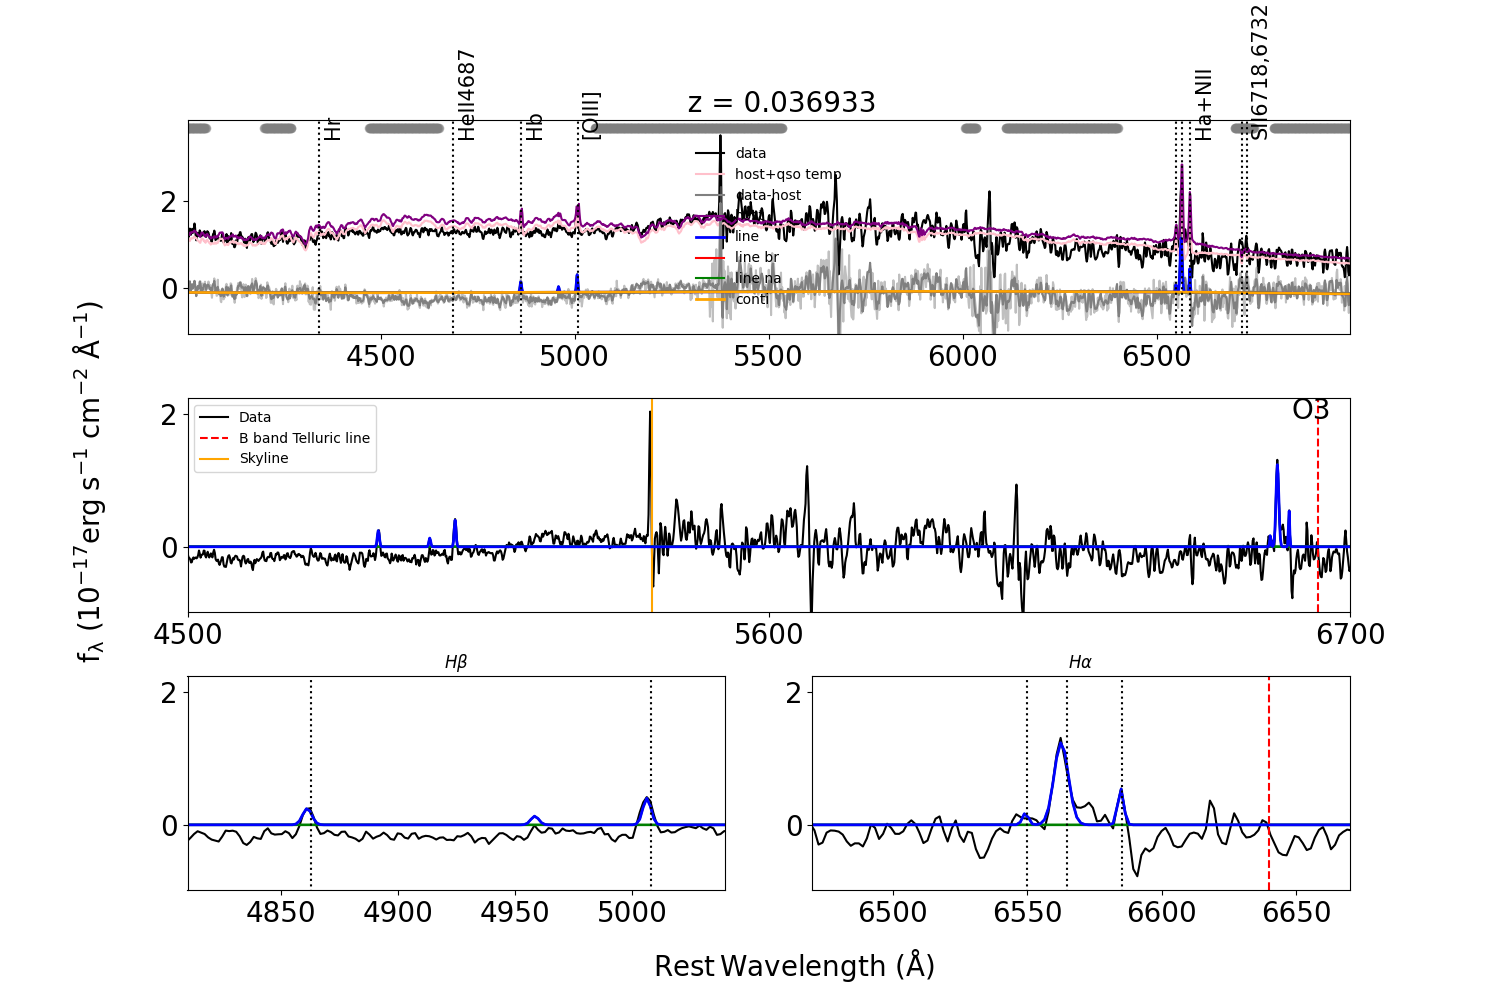 z = 0.036933
Hr
HeII4687
Hb
[OIII]
Ha+NII
SII6718,6732
data
host+qso temp
data-host
line
line br
line na
conti
2
0
4500 5000 5500 6000 6500
fλ (10−17erg s−1 cm−2 Å−1)
Data
B band Telluric line
Skyline
O3
2
0
4500 5600 6700
Hβ
2
0
4850 4900 4950 5000
Hα
2
0
6500 6550 6600 6650
Rest Wavelength (Å)